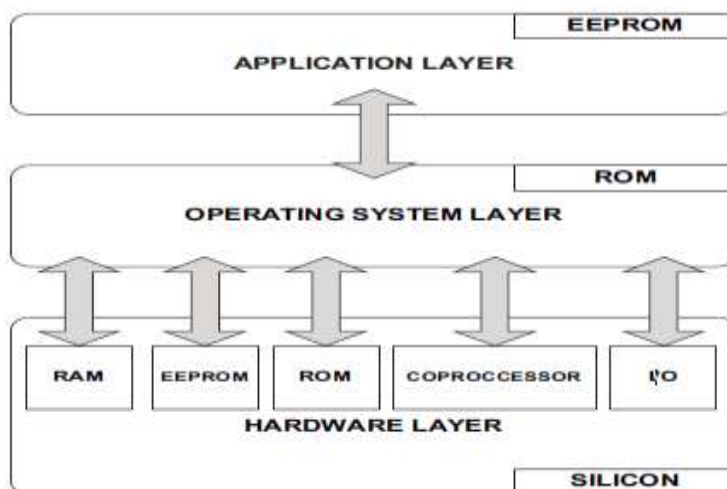 EEPROM
APPLICATION LAYER
ROM
OPERATING SYSTEM LAYER
RAM EEPROM ROM COPROCCESSOR I/O
HARDWARE LAYER
SILICON